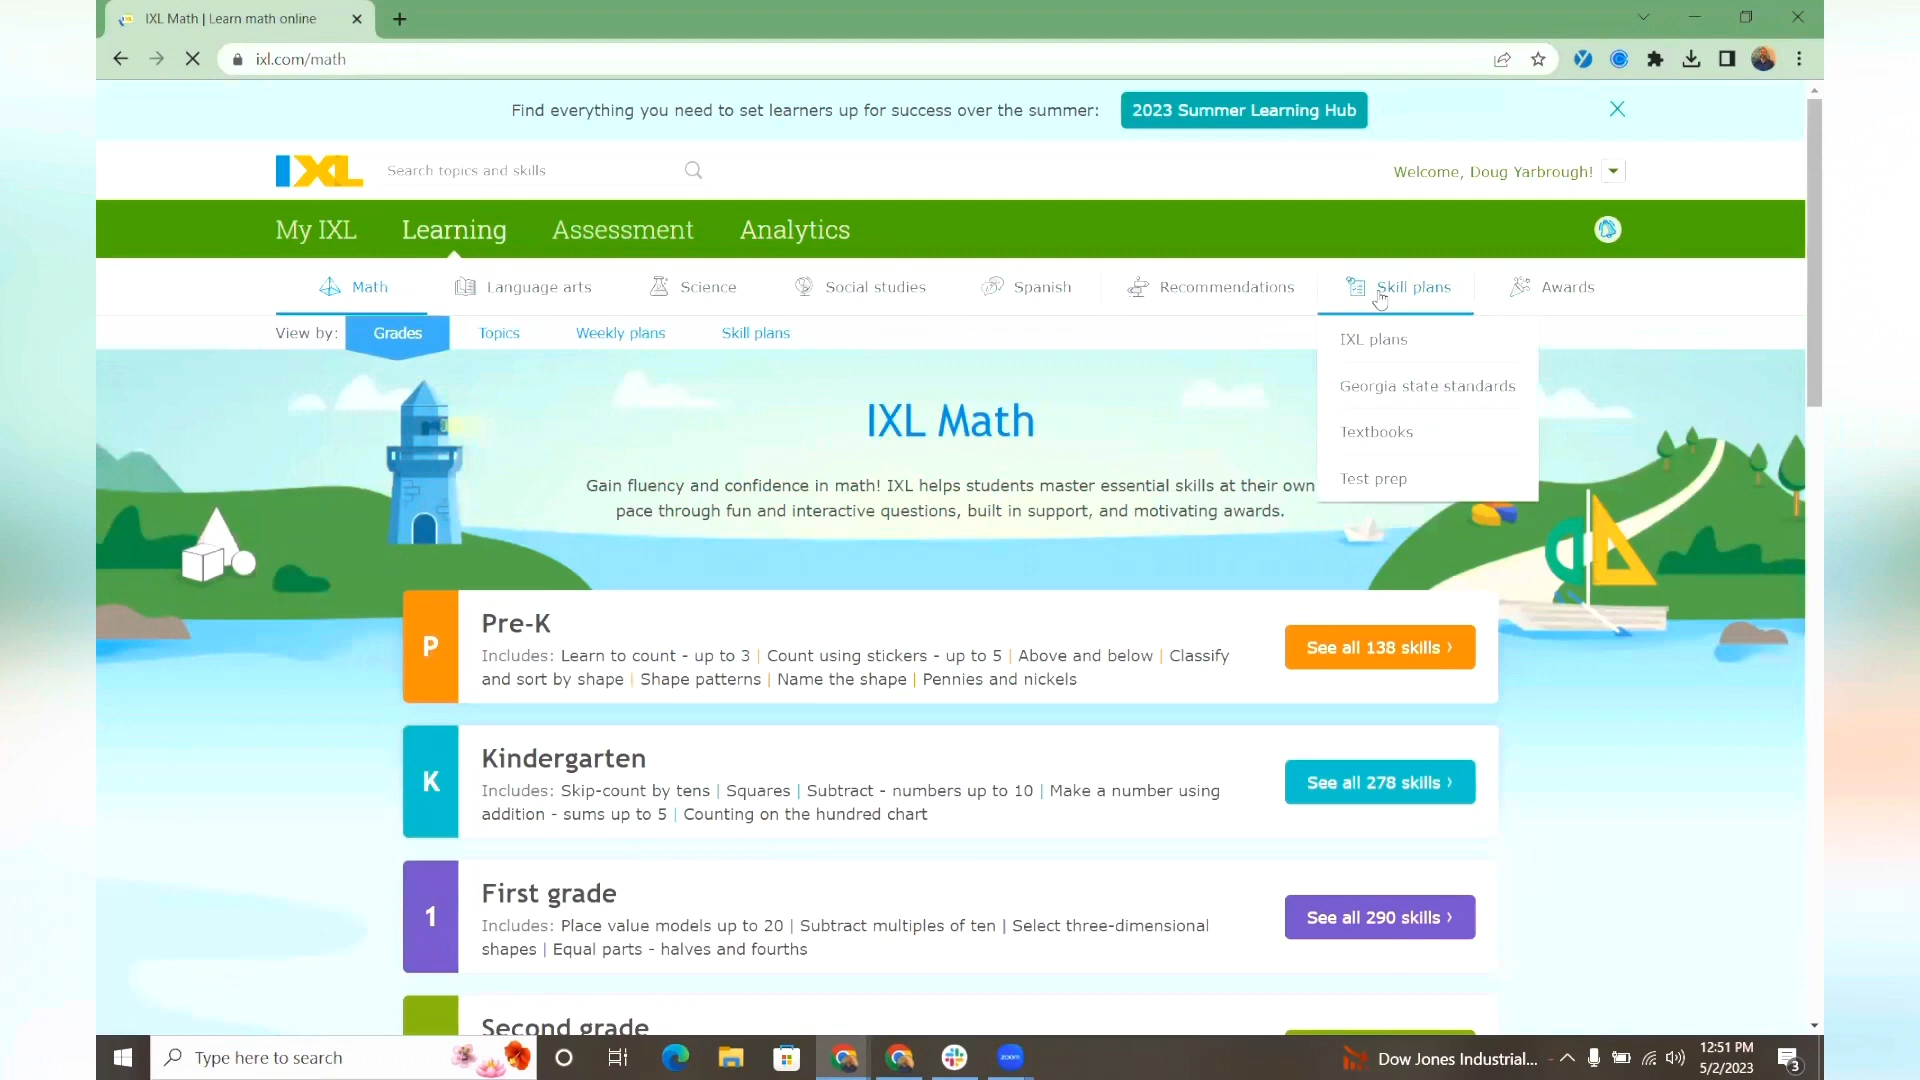 IXL Math | Learn math online
ixl.com/math
Find everything you need to set learners up for success over the summer: 2023 Summer Learning Hub
IXL Search topics and skills Welcome, Doug Yarbrough!
My IXL Learning Assessment Analytics
Math Language arts Science Social studies Spanish Recommendations Skill plans Awards
View by: Grades Topics Weekly plans Skill plans
IXL plans
Georgia state standards
Textbooks
Test prep
IXL Math
Gain fluency and confidence in math! IXL helps students master essential skills at their own
pace through fun and interactive questions, built in support, and motivating awards.
P Pre-K
Includes: Learn to count - up to 3 | Count using stickers - up to 5 | Above and below | Classify
and sort by shape | Shape patterns | Name the shape | Pennies and nickels
See all 138 skills ›
K Kindergarten
Includes: Skip-count by tens | Squares | Subtract - numbers up to 10 | Make a number using
addition - sums up to 5 | Counting on the hundred chart
See all 278 skills ›
1 First grade
Includes: Place value models up to 20 | Subtract multiples of ten | Select three-dimensional
shapes | Equal parts - halves and fourths
See all 290 skills ›
Second grade
Type here to search
zoom
Dow Jones Industrial...
12:51 PM
5/2/2023
3